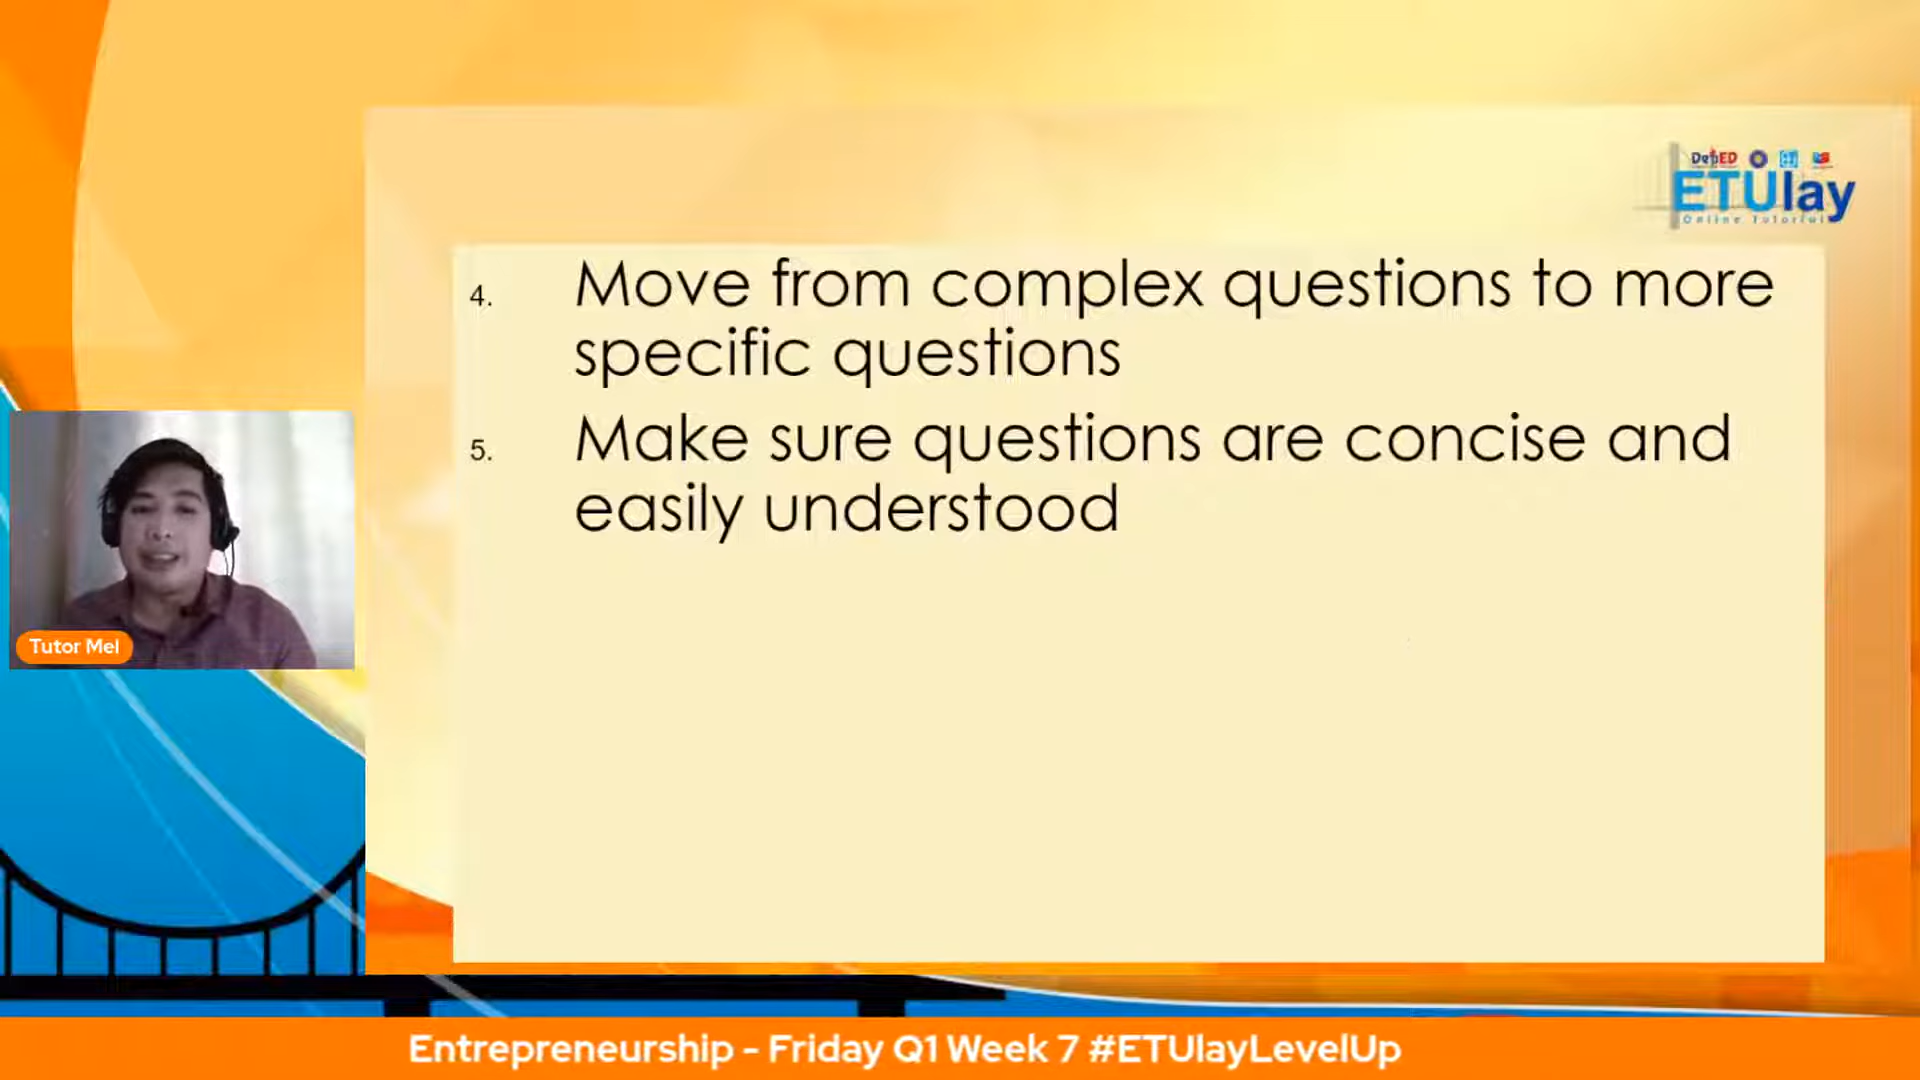 DepED
ETUlay
Online Tutorial
4. Move from complex questions to more
specific questions
5. Make sure questions are concise and
easily understood
Tutor Mel
Entrepreneurship - Friday Q1 Week 7 #ETUlayLevelUp